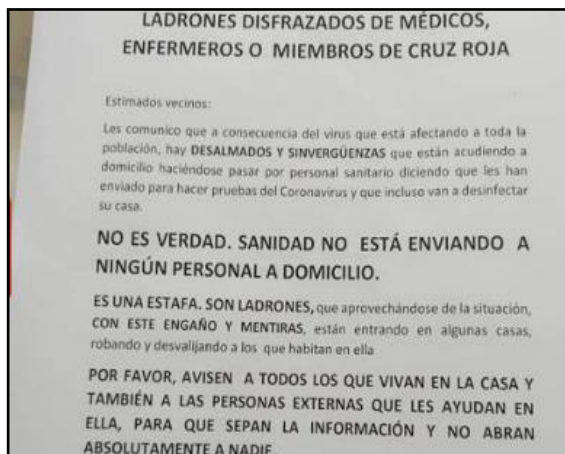 LADRONES DISFRAZADOS DE MÉDICOS,
ENFERMEROS O MIEMBROS DE CRUZ ROJA
Estimados vecinos:
Les comunico que a consecuencia del virus que está afectando a toda la
población, hay DESALMADOS Y SINVERGÜENZAS que están acudiendo a
domicilio haciéndose pasar por personal sanitario diciendo que les han
enviado para hacer pruebas del Coronavirus y que incluso van a desinfectar
su casa.
NO ES VERDAD. SANIDAD NO ESTÁ ENVIANDO A
NINGÚN PERSONAL A DOMICILIO.
ES UNA ESTAFA. SON LADRONES, que aprovechándose de la situación,
CON ESTE ENGAÑO Y MENTIRAS, están entrando en algunas casas,
robando y desvalijando a los que habitan en ella
POR FAVOR, AVISEN A TODOS LOS QUE VIVAN EN LA CASA Y
TAMBIÉN A LAS PERSONAS EXTERNAS QUE LES AYUDAN EN
ELLA, PARA QUE SEPAN LA INFORMACIÓN Y NO ABRAN
ABSOLUTAMENTE A NADIE